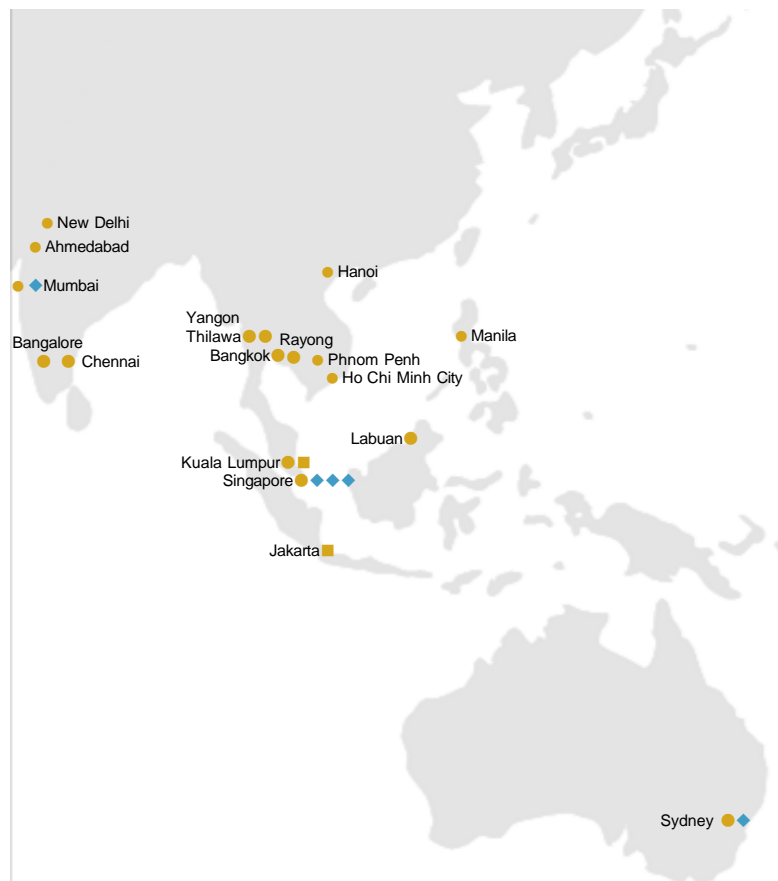 New Delhi
Ahmedabad
Mumbai
Hanoi
Yangon
Thilawa
Rayong
Manila
Bangalore
Bangkok
Phnom Penh
Chennai
Ho Chi Minh City
Labuan
Kuala Lumpur
Singapore
Jakarta
Sydney